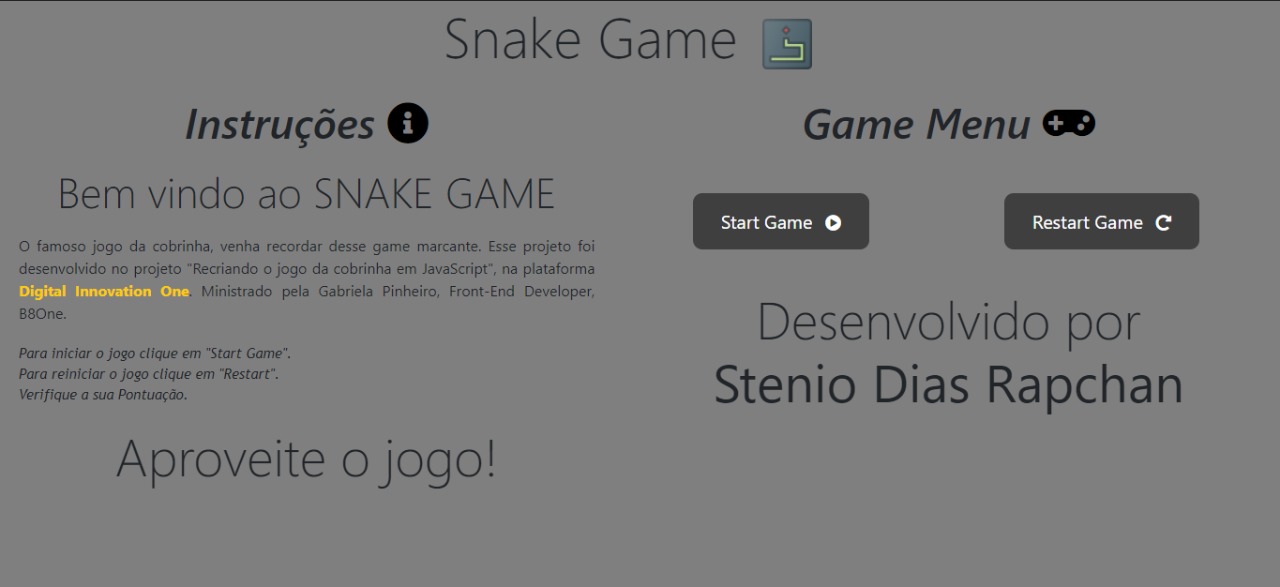 Snake Game
Instruções
Bem vindo ao SNAKE GAME
O famoso jogo da cobrinha, venha recordar desse game marcante. Esse projeto foi
desenvolvido no projeto "Recriando o jogo da cobrinha em JavaScript", na plataforma
Digital Innovation One. Ministrado pela Gabriela Pinheiro, Front-End Developer,
B8One.
Para iniciar o jogo clique em "Start Game".
Para reiniciar o jogo clique em "Restart".
Verifique a sua Pontuação.
Aproveite o jogo!
Game Menu
Start Game
Restart Game
Desenvolvido por
Stenio Dias Rapchan